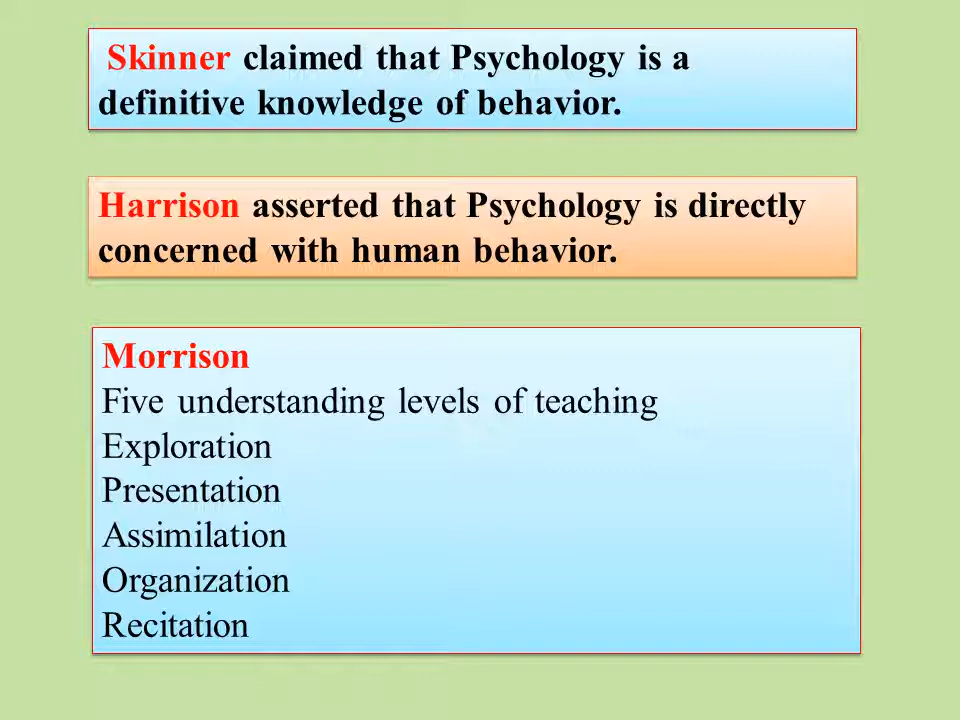 Skinner claimed that Psychology is a
definitive knowledge of behavior.
Harrison asserted that Psychology is directly
concerned with human behavior.
Morrison
Five understanding levels of teaching
Exploration
Presentation
Assimilation
Organization
Recitation